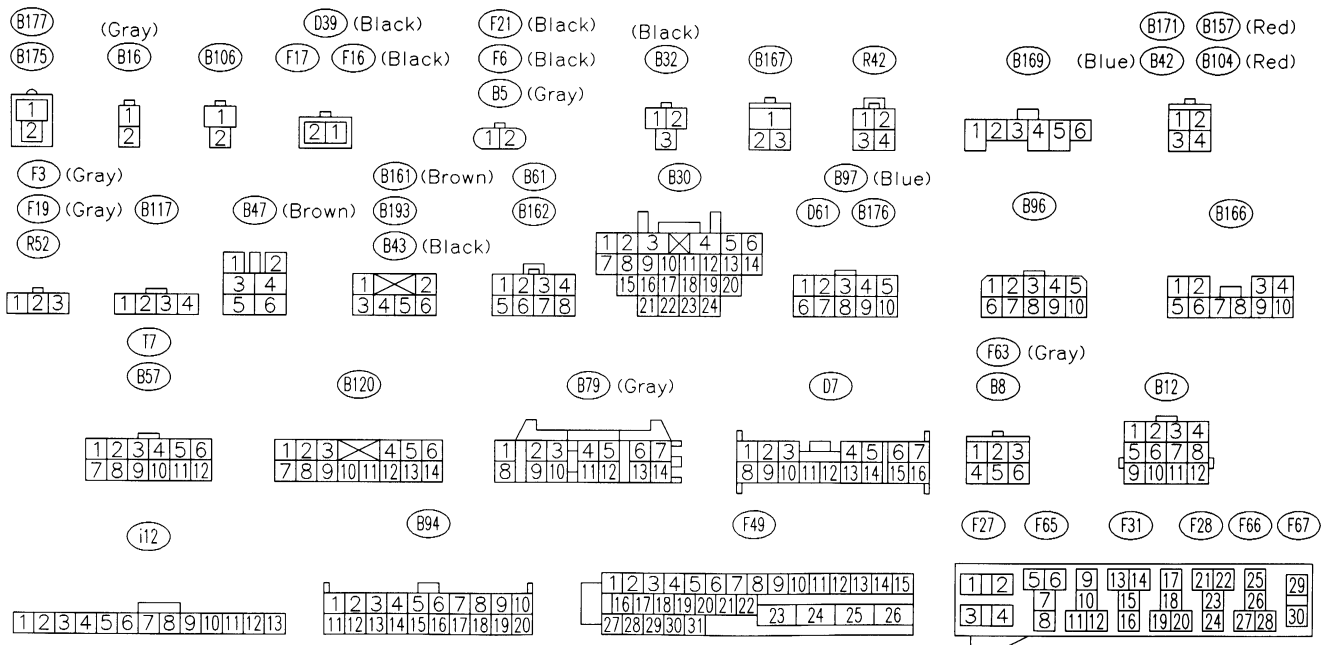 B177 D39 (Black) F21 (Black) B171 B157 (Red)
(Gray) (Black)
B175 B16 B106 F17 F16 (Black) F6 (Black) B32 B167 R42 B169 (Blue) B42 B104 (Red)
B5 (Gray)
1 1 1 1 2 1 1 2 1 2
2 2 2 2 1 1 2 3 2 3 3 4 1 2 3 4 5 6 3 4
F3 (Gray) B161 (Brown) B61 B30 B97 (Blue)
F19 (Gray) B117 B47 (Brown) B193 B162 D61 B176 B96 B166
R52 B43 (Black)
1 2 3 4 5 6
1 2 7 8 9 10 11 12 13 14
3 4 1 2 1 2 3 4 15 16 17 18 19 20 1 2 3 4 5 1 2 3 4 5 1 2 3 4
1 2 3 1 2 3 4 5 6 3 4 5 6 5 6 7 8 21 22 23 24 6 7 8 9 10 6 7 8 9 10 5 6 7 8 9 10
T7 F63 (Gray)
B57 B120 B79 (Gray) D7 B8 B12
1 2 3 4
1 2 3 4 5 6 1 2 3 4 5 6 1 2 3 4 5 6 7 1 2 3 4 5 6 7 1 2 3 5 6 7 8
7 8 9 10 11 12 7 8 9 10 11 12 13 14 8 9 10 11 12 13 14 8 9 10 11 12 13 14 15 16 4 5 6 9 10 11 12
i12 B94 F49 F27 F65 F31 F28 F66 F67
1 2 3 4 5 6 7 8 9 10 11 12 13 14 15 1 2 5 6 9 13 14 17 21 22 25 29
1 2 3 4 5 6 7 8 9 10 16 17 18 19 20 21 22 23 24 25 26 7 10 15 18 23 26
1 2 3 4 5 6 7 8 9 10 11 12 13 11 12 13 14 15 16 17 18 19 20 27 28 29 30 31 3 4 8 11 12 16 19 20 24 27 28 30